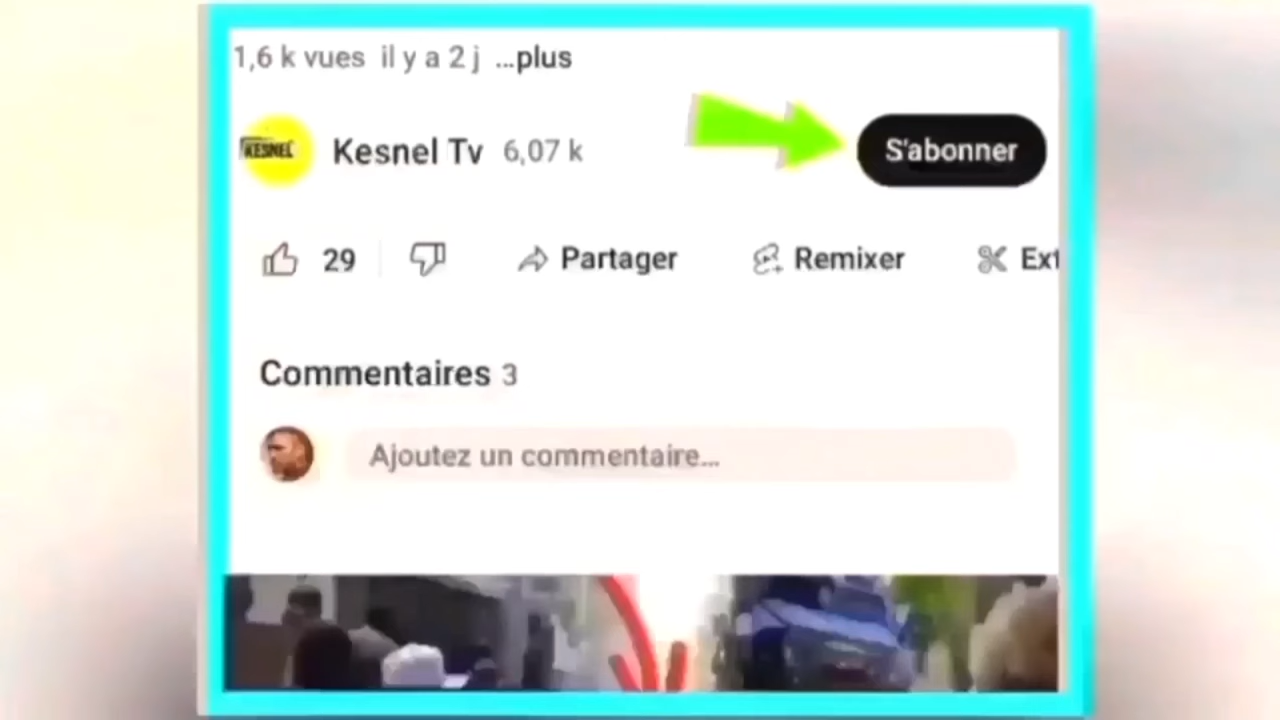 1,6 k vues il y a 2 j ...plus
KESNEL
Kesnel Tv 6,07 k
S'abonner
29
Partager
Remixer
Ext
Commentaires 3
Ajoutez un commentaire...